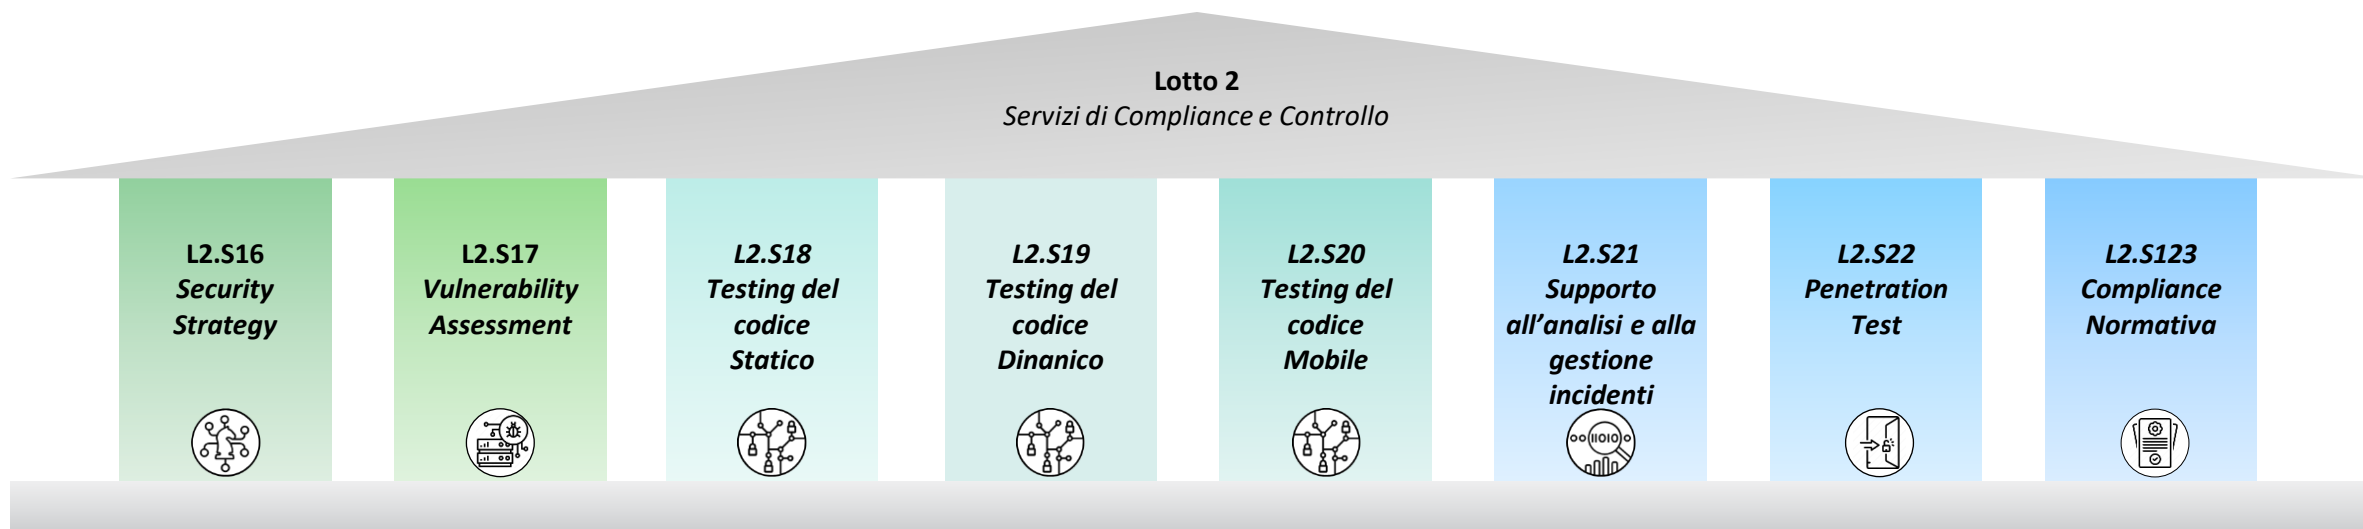 Lotto 2
Servizi di Compliance e Controllo
L2.S16
Security
Strategy
L2.S17
Vulnerability
Assessment
L2.S18
Testing del
codice
Statico
L2.S19
Testing del
codice
Dinanico
L2.S20
Testing del
codice
Mobile
L2.S21
Supporto
all’analisi e alla
gestione
incidenti
11010
L2.S22
Penetration
Test
L2.S123
Compliance
Normativa